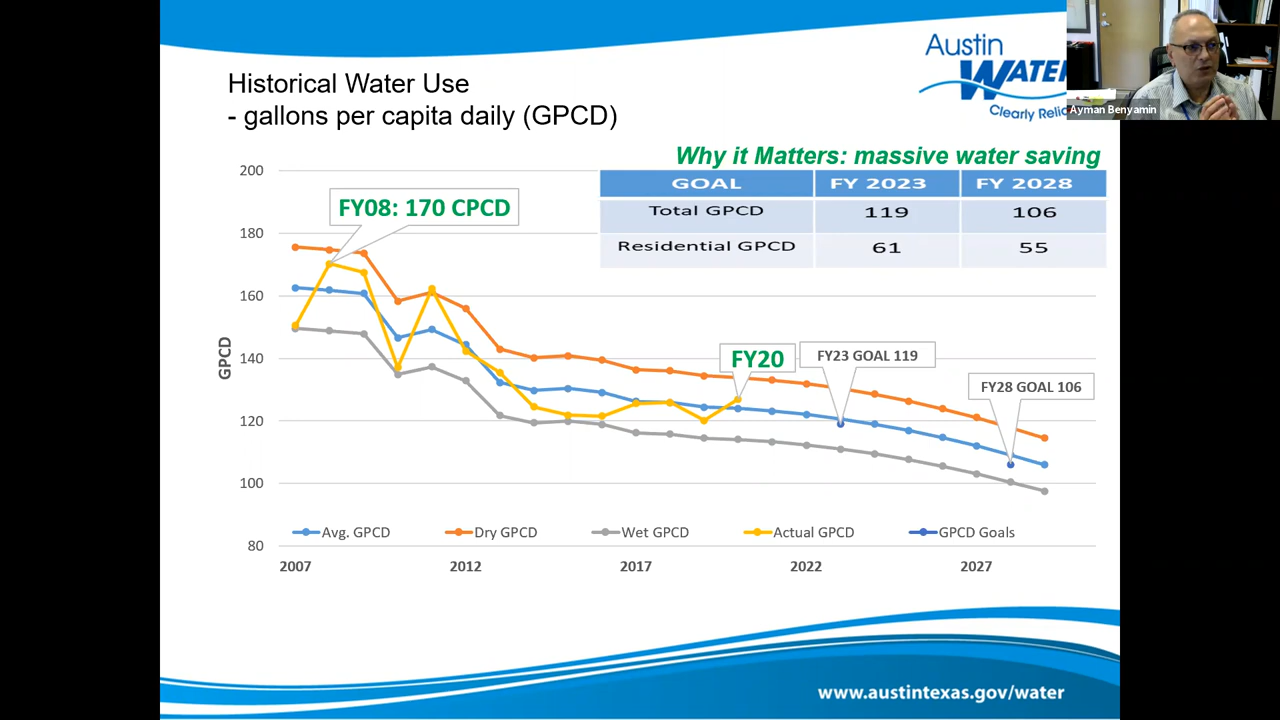 Historical Water Use
- gallons per capita daily (GPCD)
Austin
WATER
Clearly Relia
Ayman Benyamin
Why it Matters: massive water saving
GOAL FY 2023 FY 2028
Total GPCD 119 106
Residential GPCD 61 55
FY08: 170 CPCD
FY20
FY23 GOAL 119
FY28 GOAL 106
GPCD
200
180
160
140
120
100
80
Avg. GPCD Dry GPCD Wet GPCD Actual GPCD GPCD Goals
2007 2012 2017 2022 2027
www.austintexas.gov/water